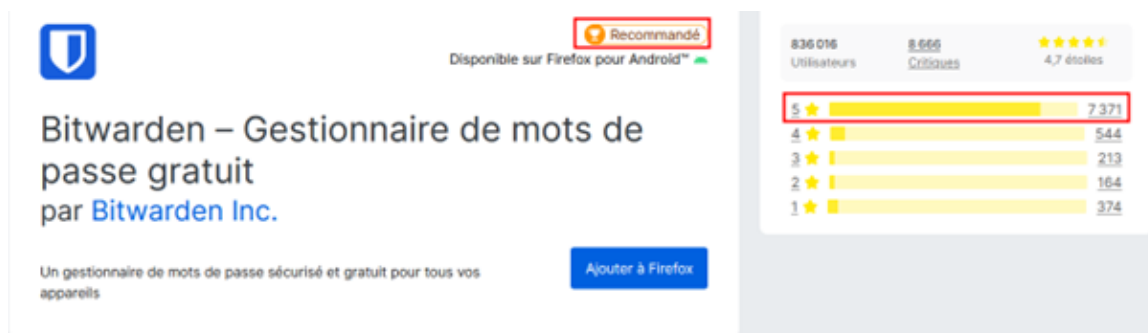 Recommandé
Disponible sur Firefox pour Android™
Bitwarden – Gestionnaire de mots de
passe gratuit
par Bitwarden Inc.
Un gestionnaire de mots de passe sécurisé et gratuit pour tous vos
appareils
Ajouter à Firefox
836 016 8 666
Utilisateurs Critiques 4,7 étoiles
5 7 371
4 544
3 213
2 164
1 374